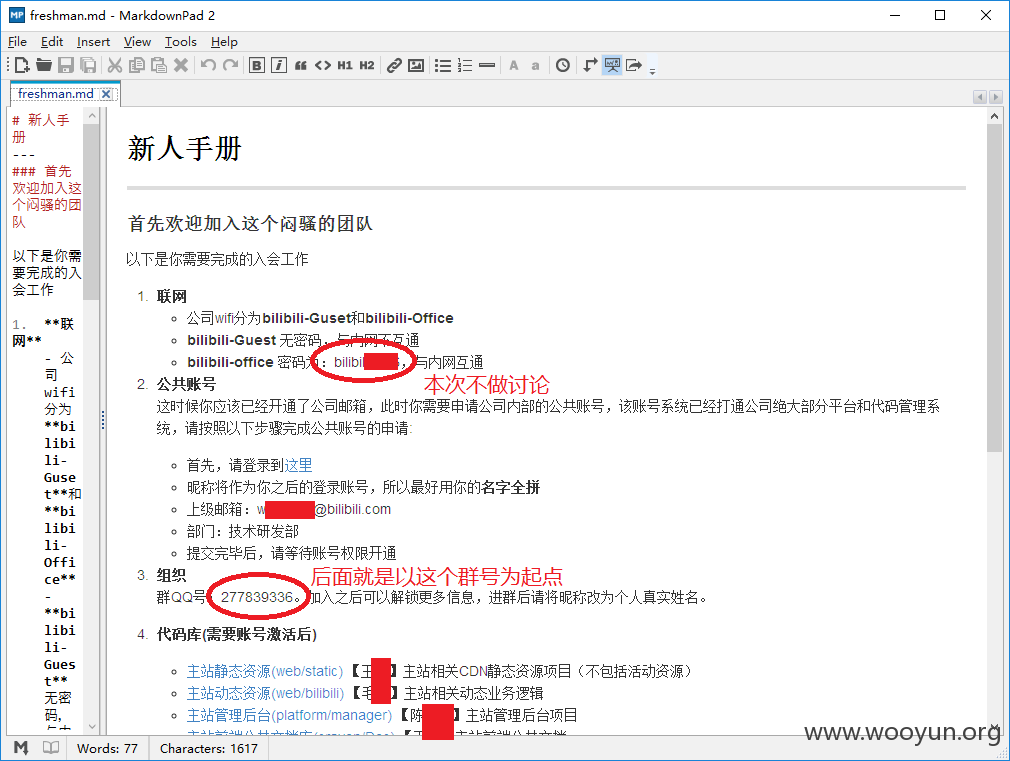 freshman.md - MarkdownPad 2
File Edit Insert View Tools Help
B i H1 H2 A a
freshman.md
# 新人手
册
---
### 首先
欢迎加入这
个闷骚的团
队
以下是你需
要完成的入
会工作
1. **联
网**
- 公
司
wifi
分为
**bi
libi
li-
Guse
t**和
**bi
libi
li-
Offi
ce**
-
**bi
libi
li-
Gues
t**
无密
码,
新人手册
首先欢迎加入这个闷骚的团队
以下是你需要完成的入会工作
1. 联网
公司wifi分为bilibili-Guset和bilibili-Office
bilibili-Guest 无密码，与内网不互通
bilibili-office 密码为：bilibi，与内网互通
本次不做讨论
2. 公共账号
这时候你应该已经开通了公司邮箱，此时你需要申请公司内部的公共账号，该账号系统已经打通公司绝大部分平台和代码管理系
统，请按照以下步骤完成公共账号的申请:
首先，请登录到这里
昵称将作为你之后的登录账号，所以最好用你的名字全拼
上级邮箱：w@bilibili.com
部门：技术研发部
提交完毕后，请等待账号权限开通
3. 组织
后面就是以这个群号为起点
群QQ号：277839336。加入之后可以解锁更多信息，进群后请将昵称改为个人真实姓名。
4. 代码库(需要账号激活后)
主站静态资源(web/static) 【王】主站相关CDN静态资源项目（不包括活动资源）
主站动态资源(web/bilibili) 【毛】主站相关动态业务逻辑
主站管理后台(platform/manager) 【陈】主站管理后台项目
www.wooyun.org
Words: 77 Characters: 1617